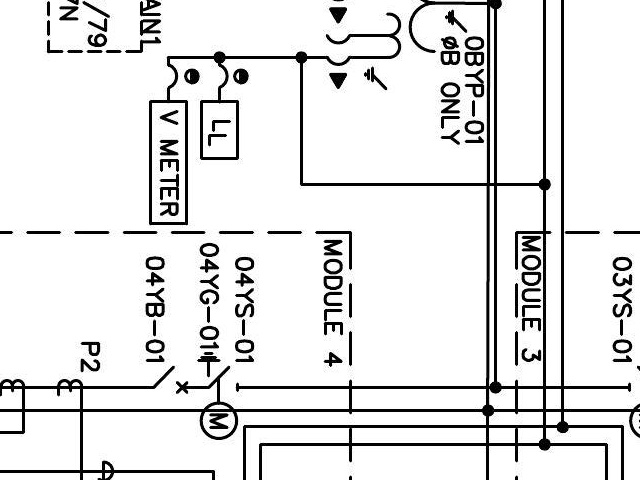 AIN1
/79
7N
0BYP-01
ØB ONLY
LL
V METER
MODULE 3
03YS-01
MODULE 4
04YS-01
04YG-01
04YB-01
P2
M